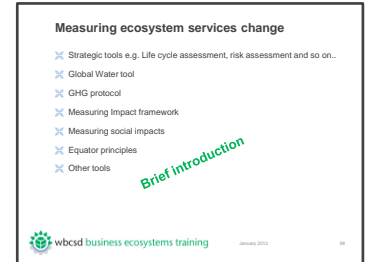 Measuring ecosystem services change
Strategic tools e.g. Life cycle assessment, risk assessment and so on..
Global Water tool
GHG protocol
Measuring Impact framework
Measuring social impacts
Equator principles
Other tools
Brief introduction
wbcsd business ecosystems training
January 2012